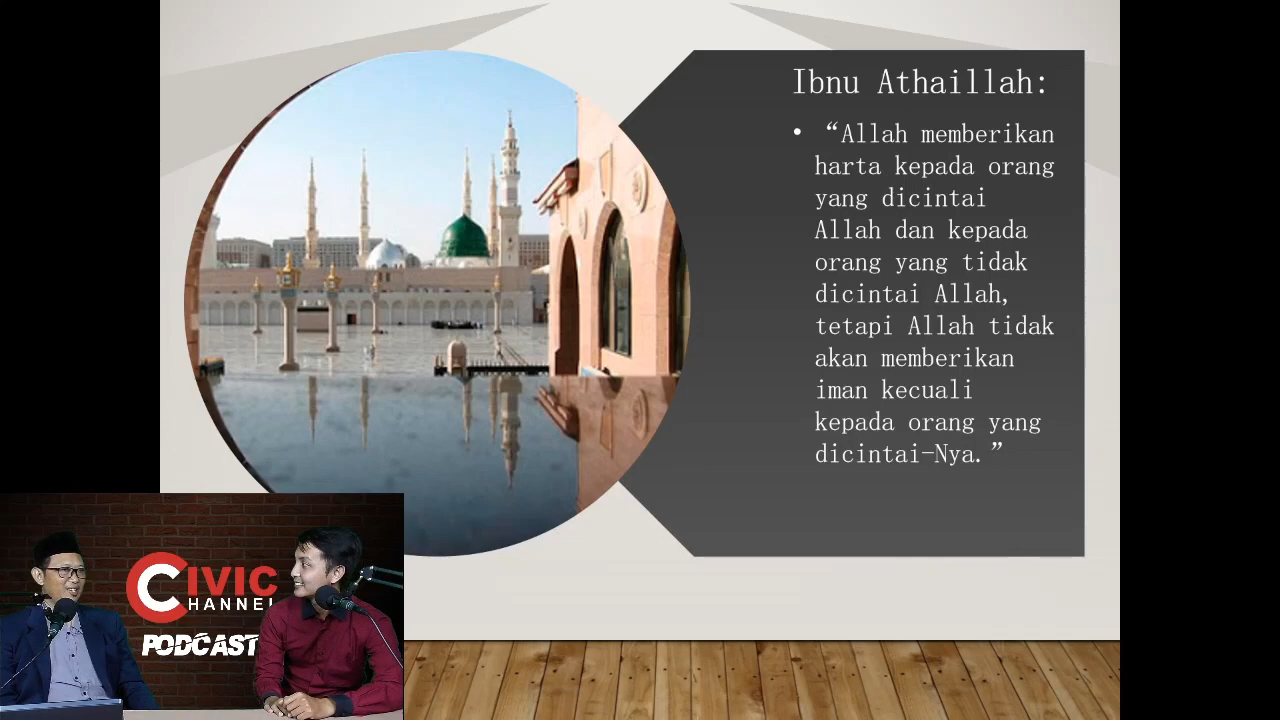 Ibnu Athaillah:
• “Allah memberikan
harta kepada orang
yang dicintai
Allah dan kepada
orang yang tidak
dicintai Allah,
tetapi Allah tidak
akan memberikan
iman kecuali
kepada orang yang
dicintai-Nya.”
CIVIC
CHANNEL
PODCAST